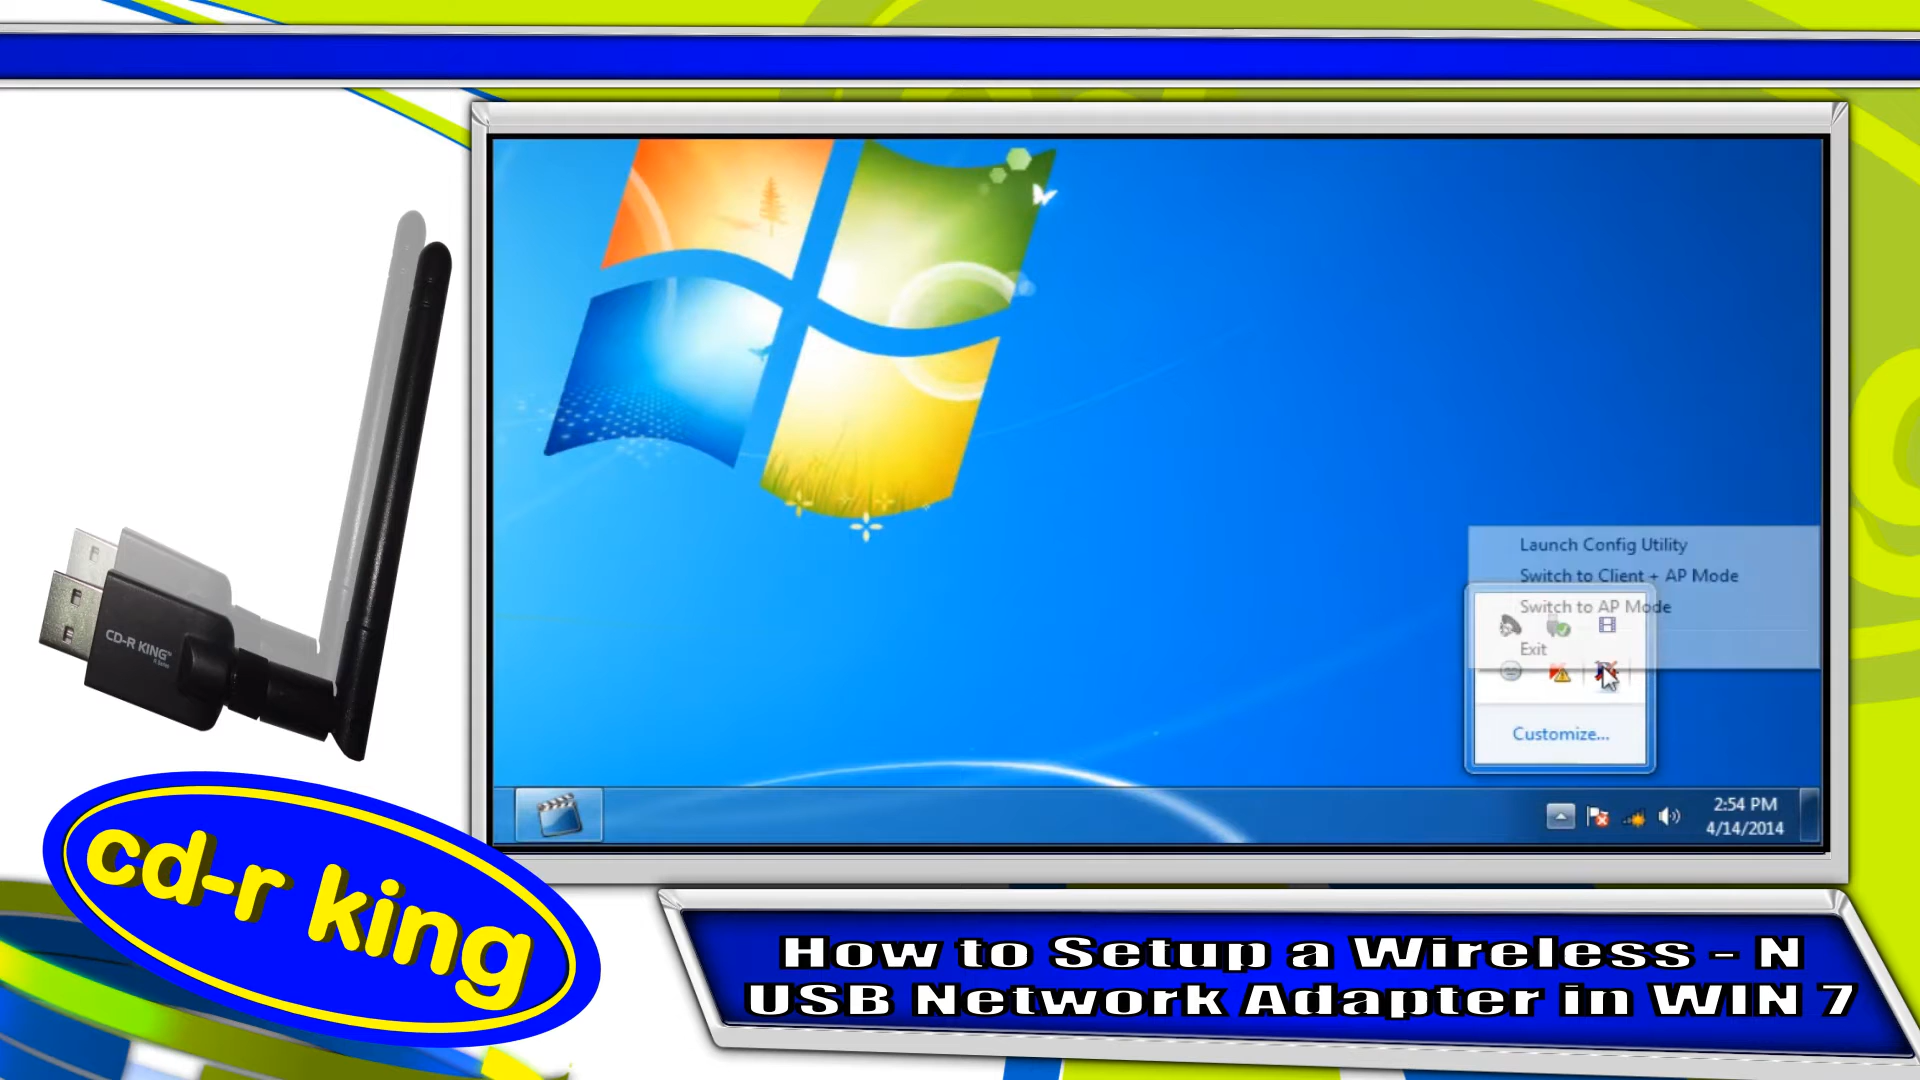 Launch Config Utility
Switch to Client + AP Mode
Switch to AP Mode
Exit
Customize...
2:54 PM
4/14/2014
CD-R KING
cd-r king
How to Setup a Wireless - N
USB Network Adapter in WIN 7